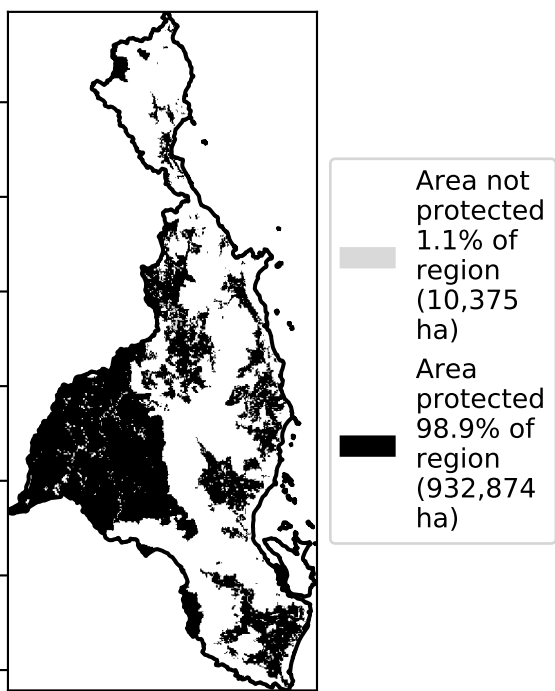 Area not
protected
1.1% of
region
(10,375
ha)
Area
protected
98.9% of
region
(932,874
ha)